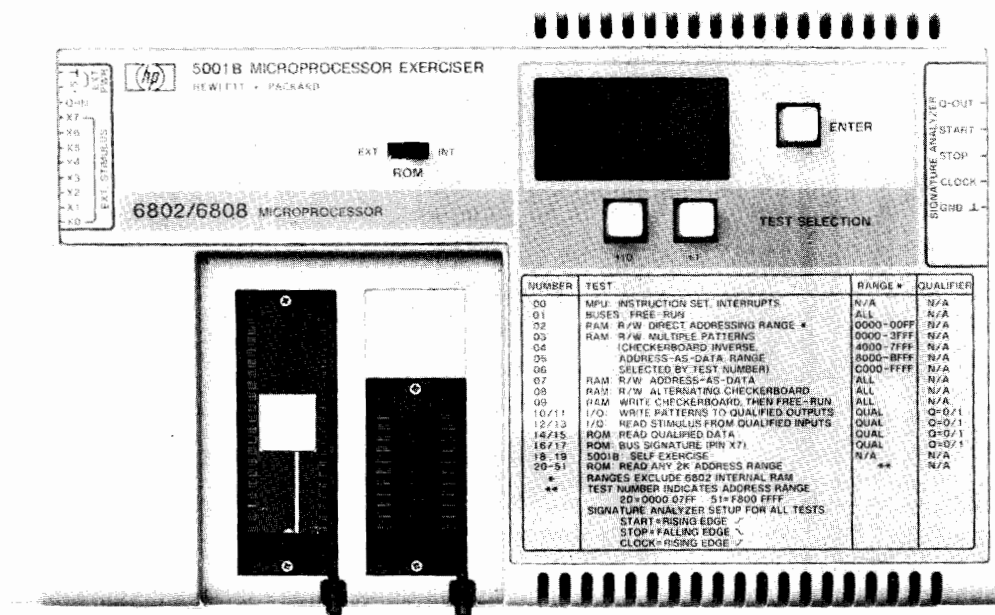 hp
5001B MICROPROCESSOR EXERCISER
HEWLETT • PACKARD
EXT PWR
Q-IN
X7
X6
X5
X4
X3
X2
X1
X0
EXT. STIMULUS
EXT INT
ROM
6802/6808 MICROPROCESSOR
ENTER
+10 +1
TEST SELECTION
SIGNATURE ANALYZER
Q-OUT
START
STOP
CLOCK
GND
NUMBER TEST RANGE * QUALIFIER
00 MPU: INSTRUCTION SET, INTERRUPTS N/A N/A
01 BUSES: FREE-RUN ALL N/A
02 RAM: R/W DIRECT ADDRESSING RANGE * 0000-00FF N/A
03 RAM: R/W MULTIPLE PATTERNS 0000-3FFF N/A
04 (CHECKERBOARD INVERSE, 4000-7FFF N/A
05 ADDRESS-AS-DATA: RANGE 8000-BFFF N/A
06 SELECTED BY TEST NUMBER) C000-FFFF N/A
07 RAM: R/W ADDRESS-AS-DATA ALL N/A
08 RAM: R/W ALTERNATING CHECKERBOARD ALL N/A
09 RAM: WRITE CHECKERBOARD, THEN FREE-RUN ALL N/A
10/11 I/O: WRITE PATTERNS TO QUALIFIED OUTPUTS QUAL Q=0/1
12/13 I/O: READ STIMULUS FROM QUALIFIED INPUTS QUAL Q=0/1
14/15 ROM: READ QUALIFIED DATA QUAL Q=0/1
16/17 ROM: BUS SIGNATURE (PIN X7) QUAL Q=0/1
18,19 5001B: SELF EXERCISE N/A N/A
20-51 ROM: READ ANY 2K ADDRESS RANGE ** N/A
* RANGES EXCLUDE 6802 INTERNAL RAM
** TEST NUMBER INDICATES ADDRESS RANGE
20=0000-07FF 51=F800-FFFF
SIGNATURE ANALYZER SETUP FOR ALL TESTS
START=RISING EDGE
STOP=FALLING EDGE
CLOCK=RISING EDGE